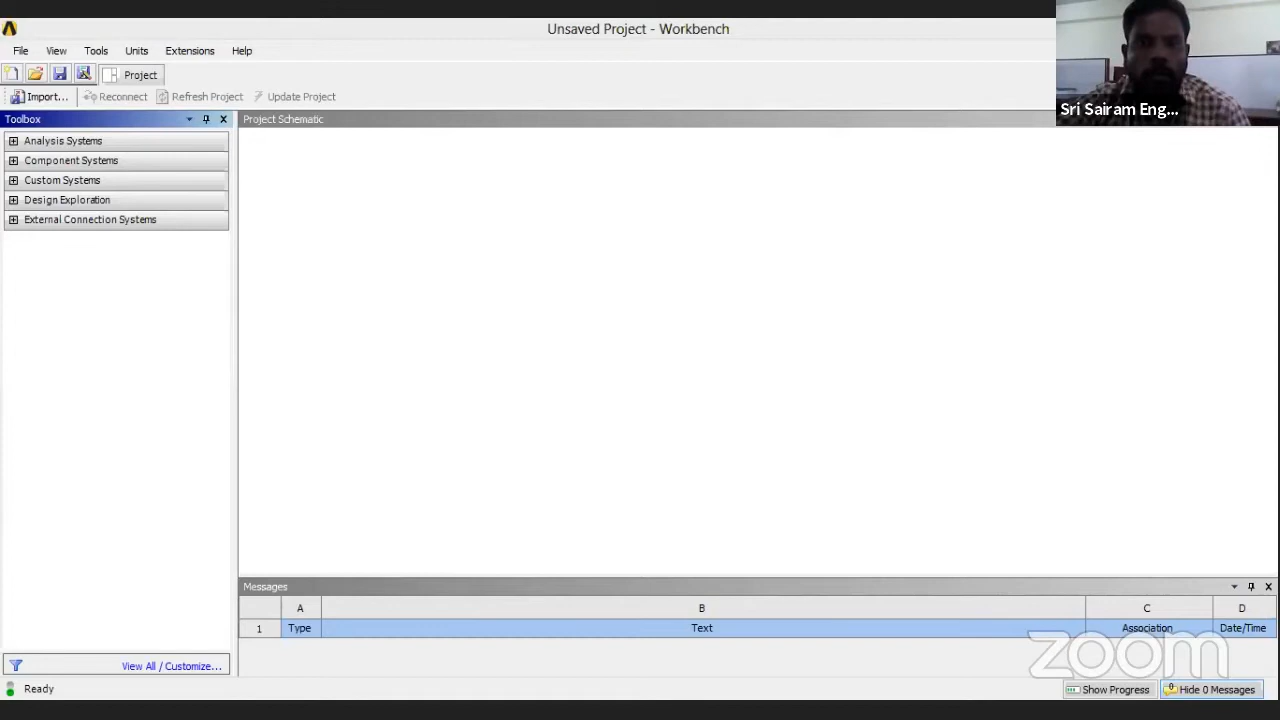 Unsaved Project - Workbench
File View Tools Units Extensions Help
Project
Import... Reconnect Refresh Project Update Project
Sri Sairam Eng...
Toolbox
Project Schematic
Analysis Systems
Component Systems
Custom Systems
Design Exploration
External Connection Systems
View All / Customize...
Messages
A B C D
1 Type Text Association Date/Time
zoom
Ready
Show Progress
0 Hide 0 Messages